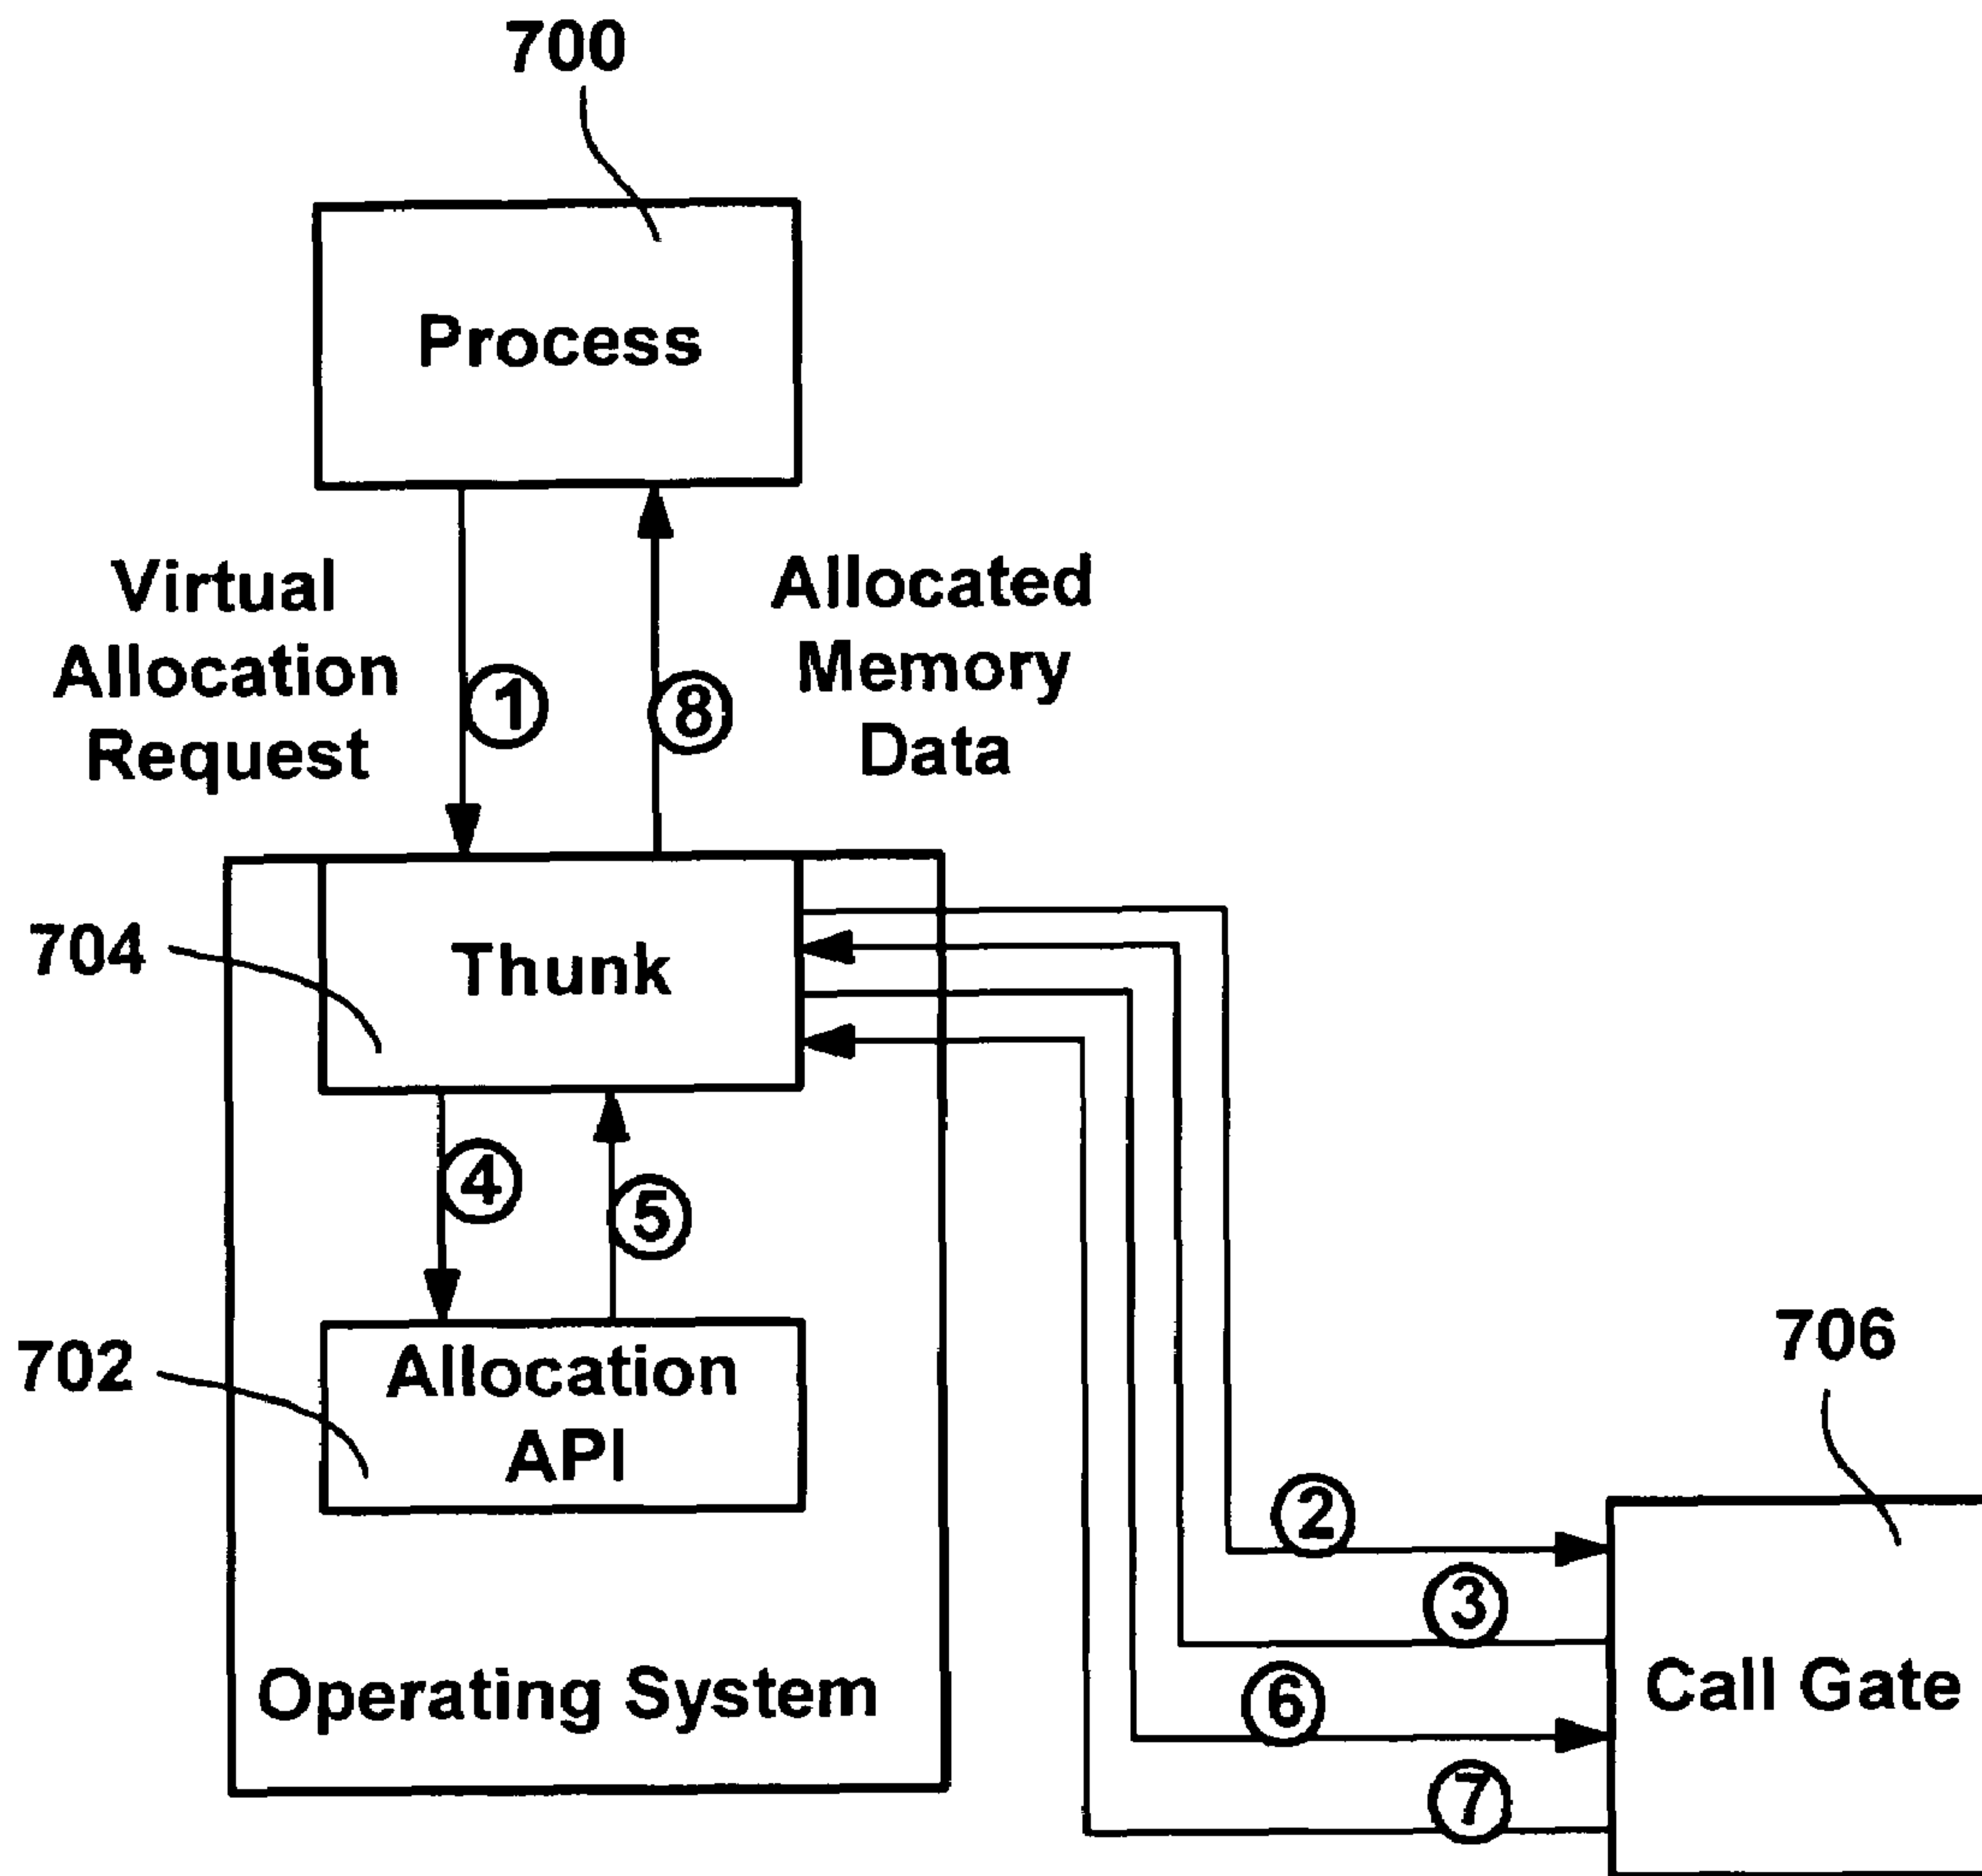 700
Process
Virtual
Allocation
Request
1
8
Allocated
Memory
Data
704
Thunk
4
5
702
Allocation
API
706
2
3
Operating System
6
Call Gate
7